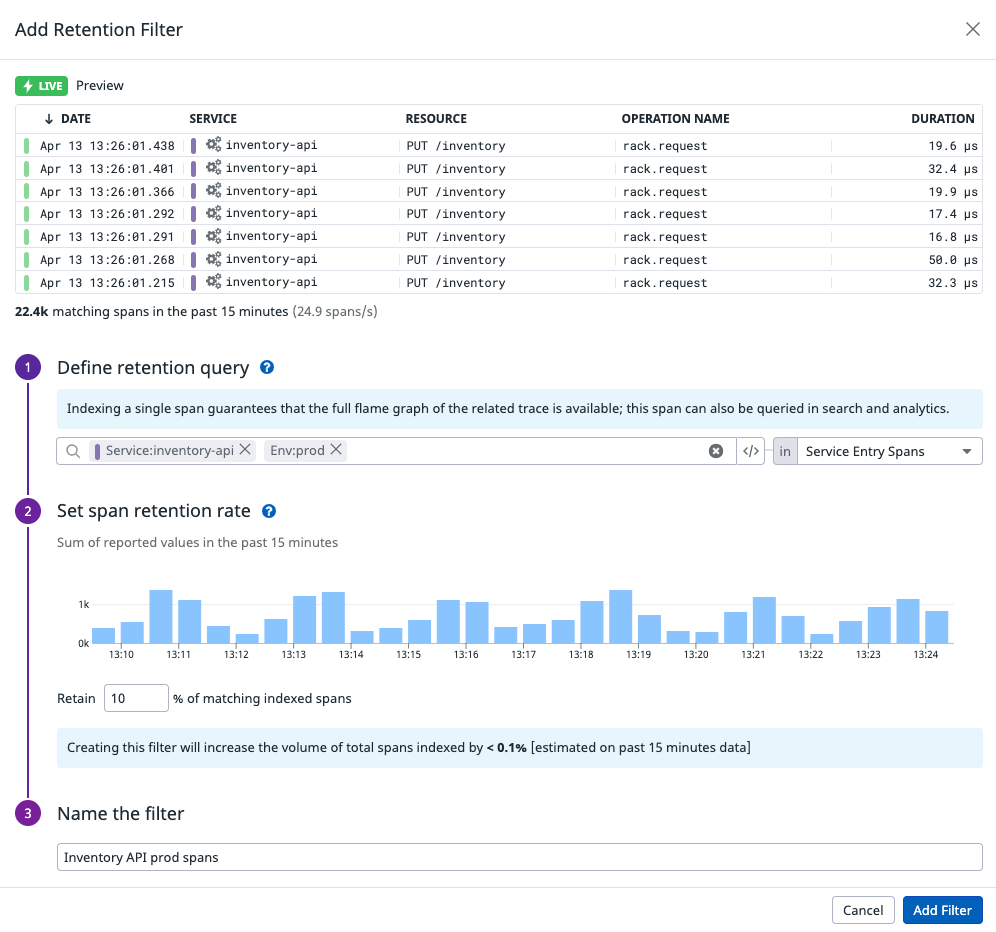 Add Retention Filter
LIVE Preview
DATE SERVICE RESOURCE OPERATION NAME DURATION
Apr 13 13:26:01.438 inventory-api PUT /inventory rack.request 19.6 µs
Apr 13 13:26:01.401 inventory-api PUT /inventory rack.request 32.4 µs
Apr 13 13:26:01.366 inventory-api PUT /inventory rack.request 19.9 µs
Apr 13 13:26:01.292 inventory-api PUT /inventory rack.request 17.4 µs
Apr 13 13:26:01.291 inventory-api PUT /inventory rack.request 16.8 µs
Apr 13 13:26:01.268 inventory-api PUT /inventory rack.request 50.0 µs
Apr 13 13:26:01.215 inventory-api PUT /inventory rack.request 32.3 µs
22.4k matching spans in the past 15 minutes (24.9 spans/s)
1 Define retention query ?
Indexing a single span guarantees that the full flame graph of the related trace is available; this span can also be queried in search and analytics.
Service:inventory-api Env:prod </> in Service Entry Spans
2 Set span retention rate ?
Sum of reported values in the past 15 minutes
1k
0k
13:10 13:11 13:12 13:13 13:14 13:15 13:16 13:17 13:18 13:19 13:20 13:21 13:22 13:23 13:24
Retain 10 % of matching indexed spans
Creating this filter will increase the volume of total spans indexed by < 0.1% [estimated on past 15 minutes data]
3 Name the filter
Inventory API prod spans
Cancel Add Filter